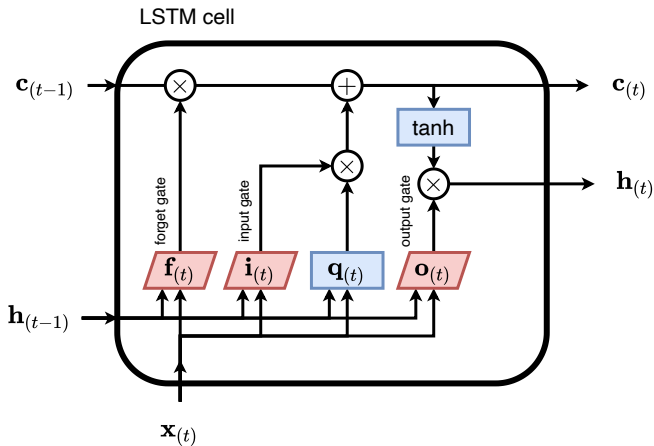 LSTM cell
c(t-1)
×
+
c(t)
tanh
forget gate
input gate
×
output gate
×
h(t)
f(t)
i(t)
q(t)
o(t)
h(t-1)
x(t)